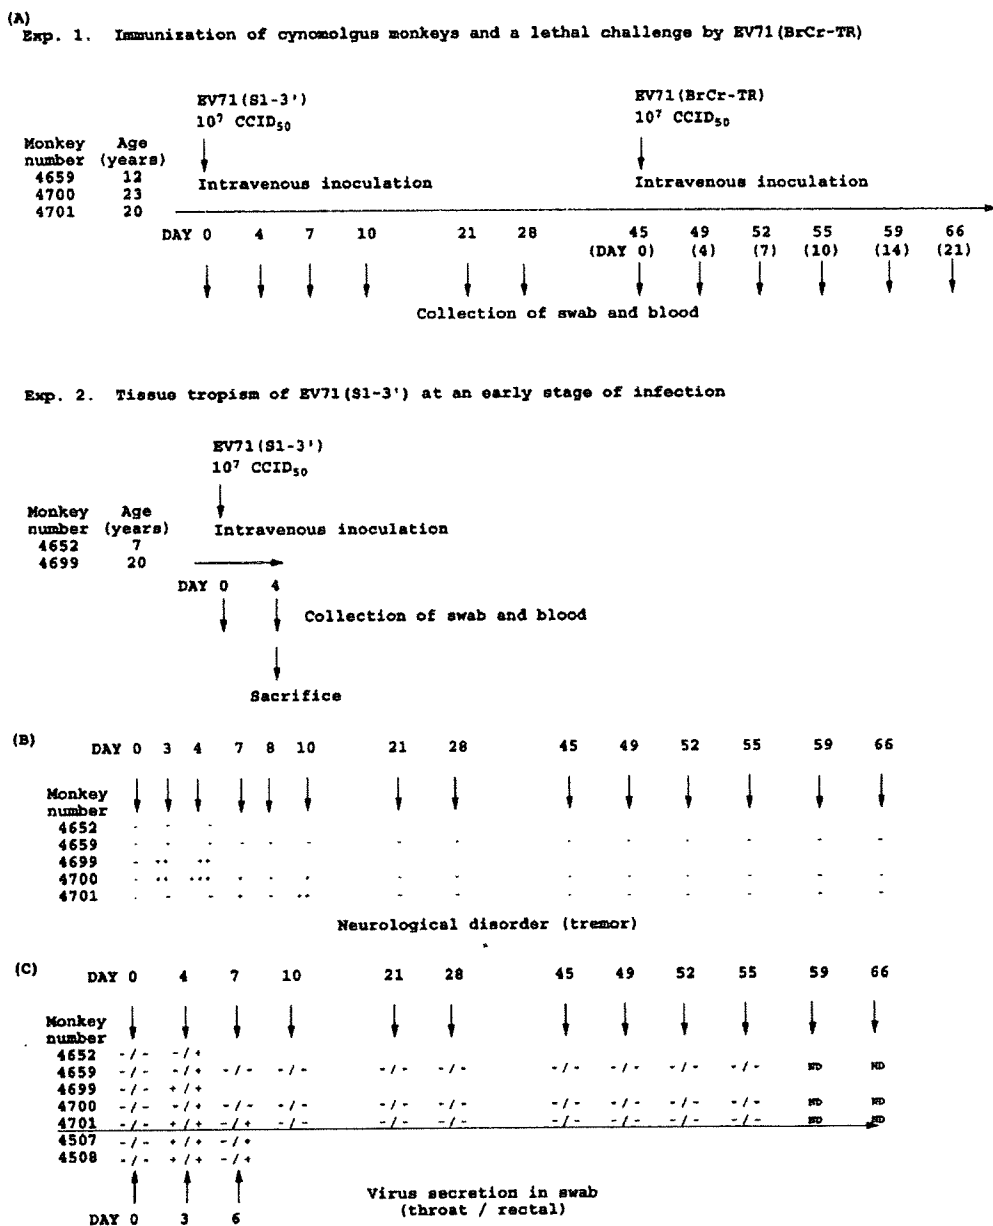 (A)
Exp. 1. Immunization of cynomolgus monkeys and a lethal challenge by EV71(BrCr-TR)
EV71(S1-3') EV71(BrCr-TR)
10⁷ CCID₅₀ 10⁷ CCID₅₀
Monkey Age
number (years)
4659 12
4700 23
4701 20
Intravenous inoculation Intravenous inoculation
DAY 0 4 7 10 21 28 45 49 52 55 59 66
(DAY 0) (4) (7) (10) (14) (21)
Collection of swab and blood
Exp. 2. Tissue tropism of EV71(S1-3') at an early stage of infection
EV71(S1-3')
10⁷ CCID₅₀
Monkey Age
number (years)
4652 7
4699 20
Intravenous inoculation
DAY 0 4
Collection of swab and blood
Sacrifice
(B)
DAY 0 3 4 7 8 10 21 28 45 49 52 55 59 66
Monkey
number
4652 - - -
4659 - - - - - - - - - - - - - -
4699 - ++ ++
4700 - ++ +++ + - + - - - - - - - -
4701 - - - + - ++ - - - - - - - -
Neurological disorder (tremor)
(C)
DAY 0 4 7 10 21 28 45 49 52 55 59 66
Monkey
number
4652 -/- -/+
4659 -/- -/+ -/- -/- -/- -/- -/- -/- -/- -/- ND ND
4699 -/- +/+
4700 -/- -/+ -/- -/- -/- -/- -/- -/- -/- -/- ND ND
4701 -/- +/+ -/+ -/- -/- -/- -/- -/- -/- -/- ND ND
4507 -/- +/+ -/+
4508 -/- +/+ -/+
Virus secretion in swab
(throat / rectal)
DAY 0 3 6